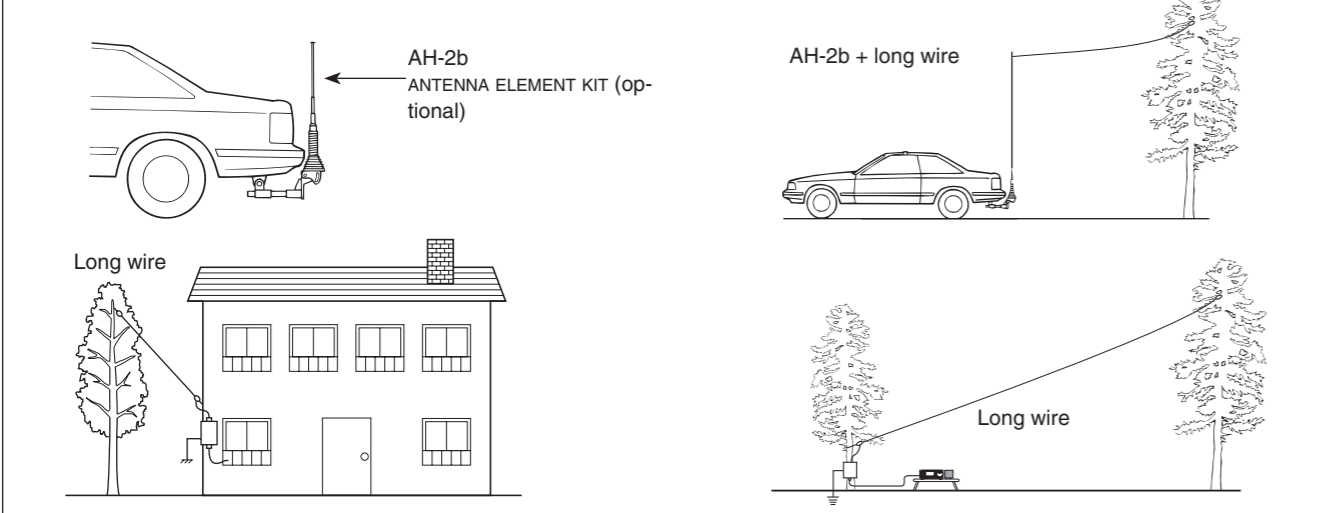 AH-2b
ANTENNA ELEMENT KIT (op-
tional)
AH-2b + long wire
Long wire
Long wire